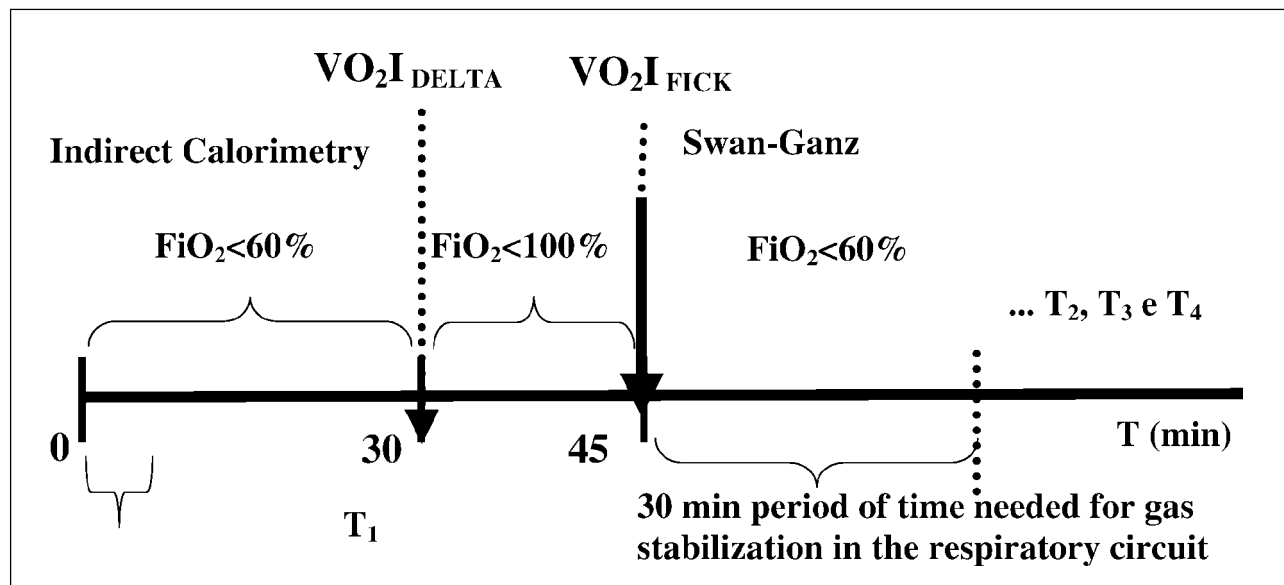 VO₂I DELTA
VO₂I FICK
Indirect Calorimetry
Swan-Ganz
FiO₂<60%
FiO₂<100%
FiO₂<60%
... T₂, T₃ e T₄
0
30
45
T (min)
T₁
30 min period of time needed for gas
stabilization in the respiratory circuit